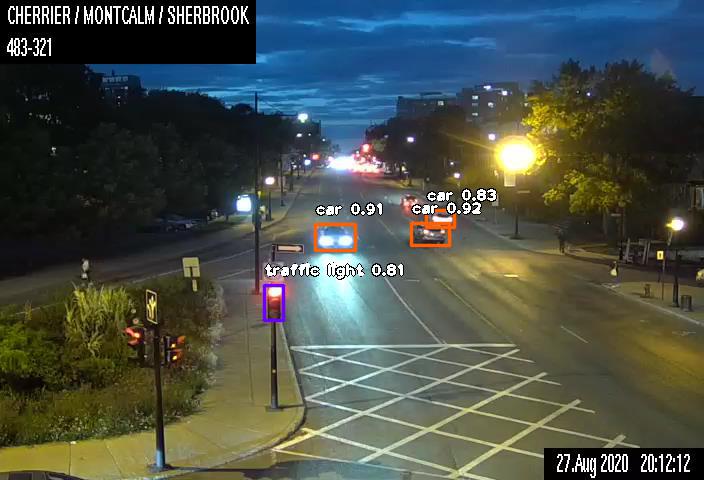 CHERRIER / MONTCALM / SHERBROOK
483-321
car 0.83
car 0.91
car 0.92
traffic light 0.81
27.Aug 2020 20:12:12